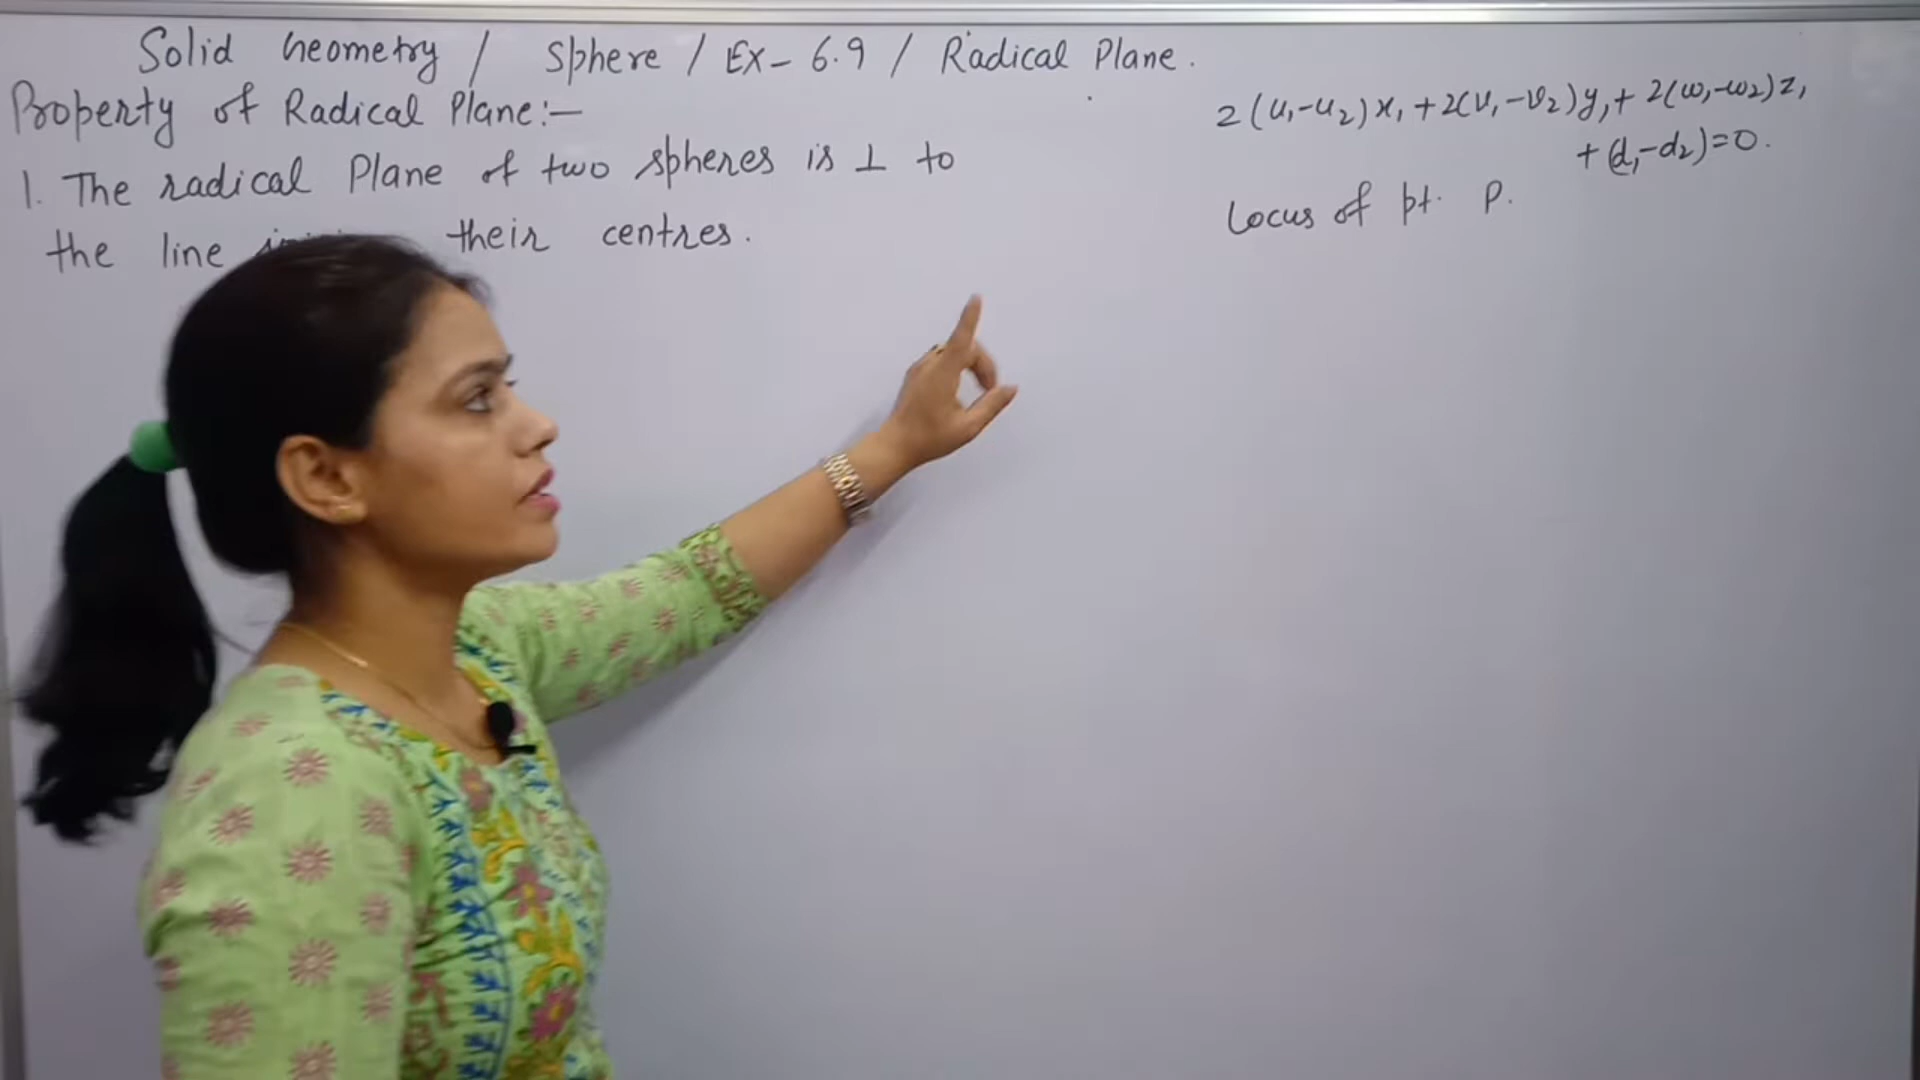 Solid Geometry / Sphere / Ex- 6.9 / Radical Plane.
Property of Radical Plane:-
1. The radical Plane of two spheres is ⊥ to
the line their centres.
2(u₁-u₂)x₁+2(v₁-v₂)y₁+2(w₁-w₂)z₁
+(d₁-d₂)=0.
Locus of pt. P.